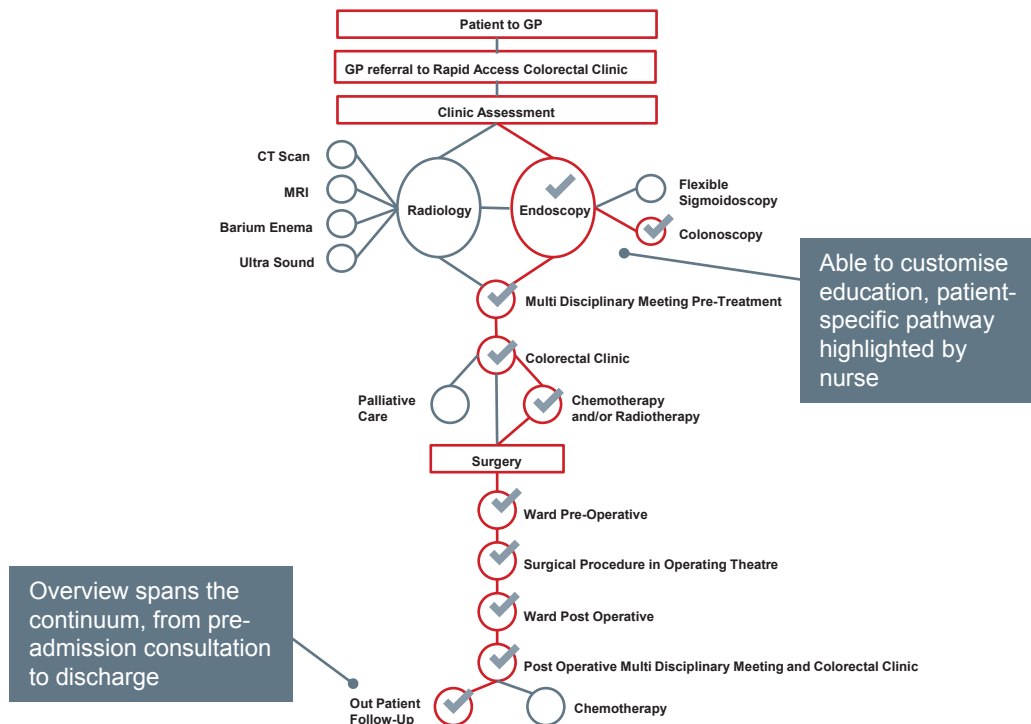 Patient to GP
GP referral to Rapid Access Colorectal Clinic
Clinic Assessment
CT Scan
MRI
Barium Enema
Ultra Sound
Radiology
Endoscopy
Flexible
Sigmoidoscopy
Colonoscopy
Able to customise
education, patient-
specific pathway
highlighted by
nurse
Multi Disciplinary Meeting Pre-Treatment
Colorectal Clinic
Palliative
Care
Chemotherapy
and/or Radiotherapy
Surgery
Ward Pre-Operative
Surgical Procedure in Operating Theatre
Ward Post Operative
Overview spans the
continuum, from pre-
admission consultation
to discharge
Post Operative Multi Disciplinary Meeting and Colorectal Clinic
Out Patient
Follow-Up
Chemotherapy